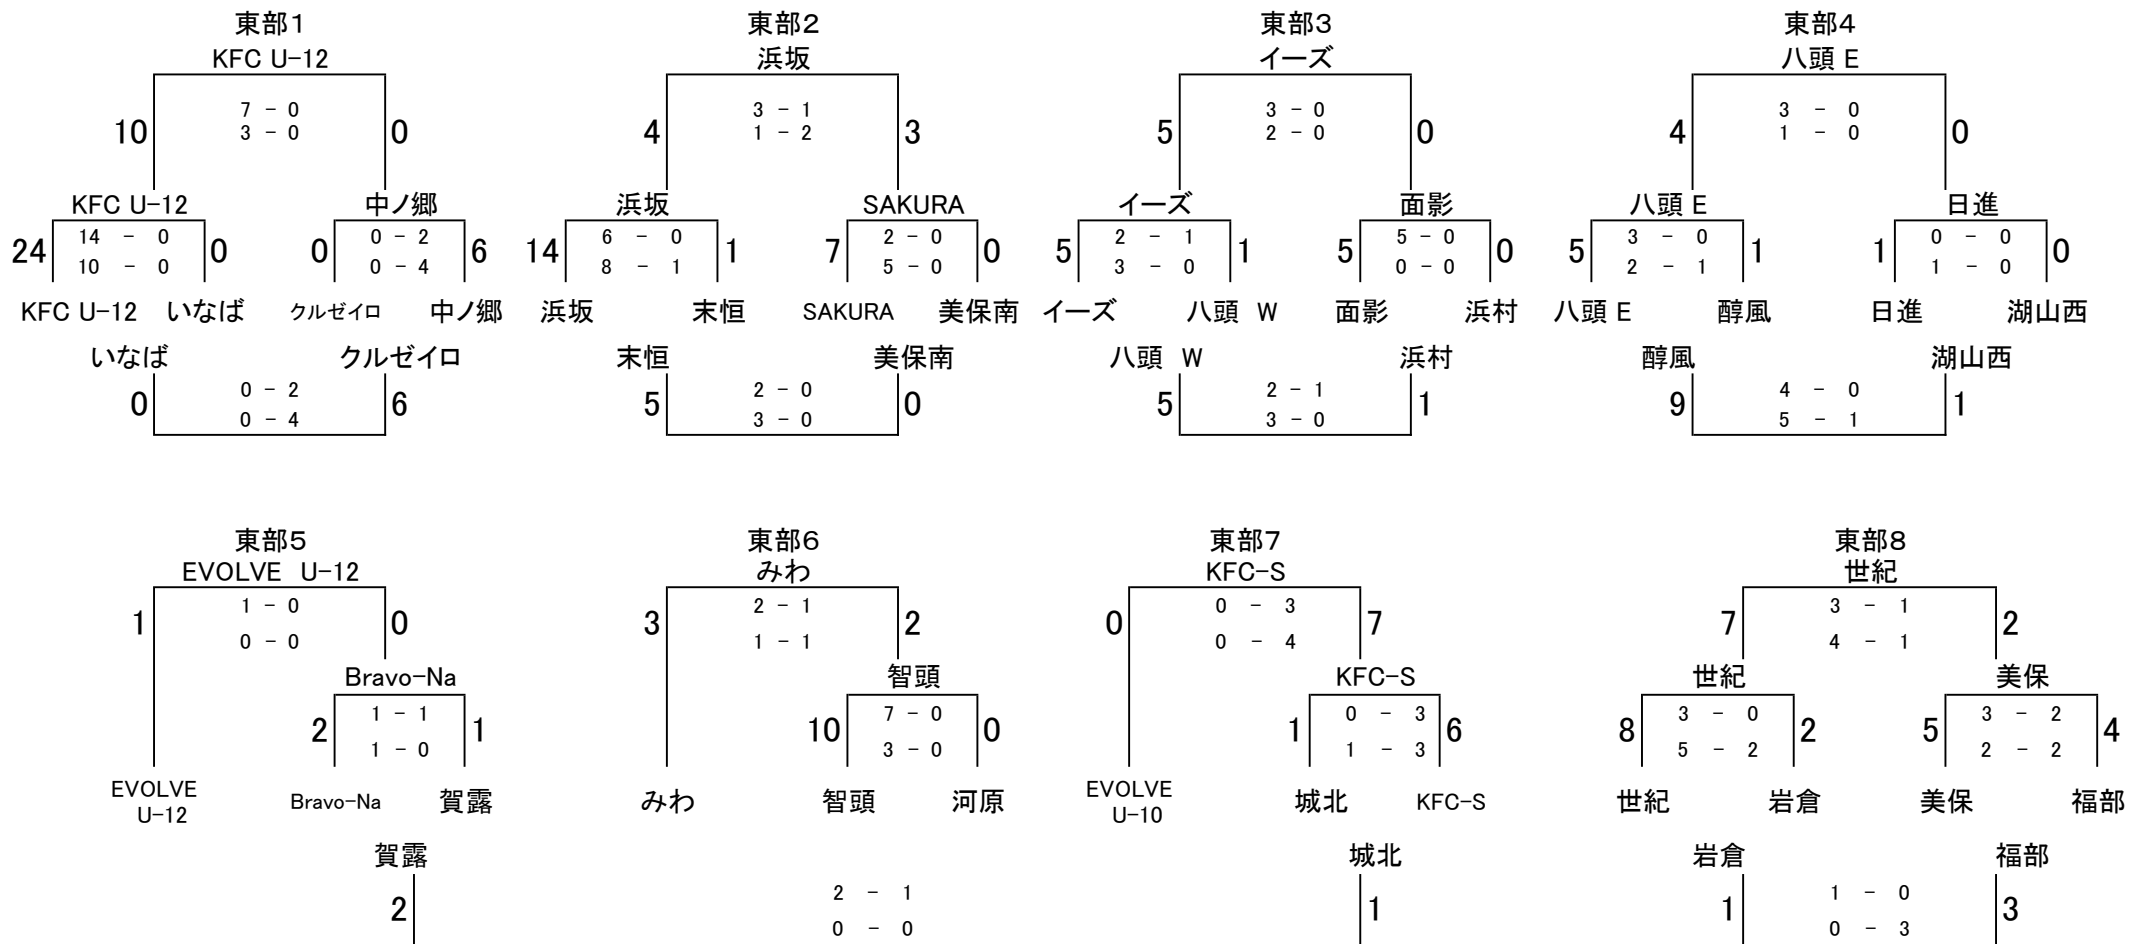 東部1 東部2 東部3 東部4
KFC U-12 浜坂 イーズ 八頭 E
7 - 0 3 - 1 3 - 0 3 - 0
10 3 - 0 0 4 1 - 2 3 5 2 - 0 0 4 1 - 0 0
KFC U-12 中ノ郷 浜坂 SAKURA イーズ 面影 八頭 E 日進
14 - 0 0 - 2 6 - 0 2 - 0 2 - 1 5 - 0 3 - 0 0 - 0
24 0 0 6 14 1 7 0 5 1 5 0 5 1 1 0
10 - 0 0 - 4 8 - 1 5 - 0 3 - 0 0 - 0 2 - 1 1 - 0
KFC U-12 いなば クルゼイロ 中ノ郷 浜坂 末恒 SAKURA 美保南 イーズ 八頭 W 面影 浜村 八頭 E 醇風 日進 湖山西
いなば クルゼイロ 末恒 美保南 八頭 W 浜村 醇風 湖山西
0 - 2 2 - 0 2 - 1 4 - 0
0 6 5 0 5 1 9 1
0 - 4 3 - 0 3 - 0 5 - 1
東部5 東部6 東部7 東部8
EVOLVE U-12 みわ KFC-S 世紀
1 - 0 2 - 1 0 - 3 3 - 1
1 0 3 2 0 7 7 2
0 - 0 1 - 1 0 - 4 4 - 1
Bravo-Na 智頭 KFC-S 世紀 美保
1 - 1 7 - 0 0 - 3 3 - 0 3 - 2
2 1 10 0 1 6 8 2 5 4
1 - 0 3 - 0 1 - 3 5 - 2 2 - 2
EVOLVE
U-12 Bravo-Na 賀露 みわ 智頭 河原
EVOLVE
U-10 城北 KFC-S 世紀 岩倉 美保 福部
賀露 城北 岩倉 福部
2 - 1 1 - 0
2 1 1 3
0 - 0 0 - 3